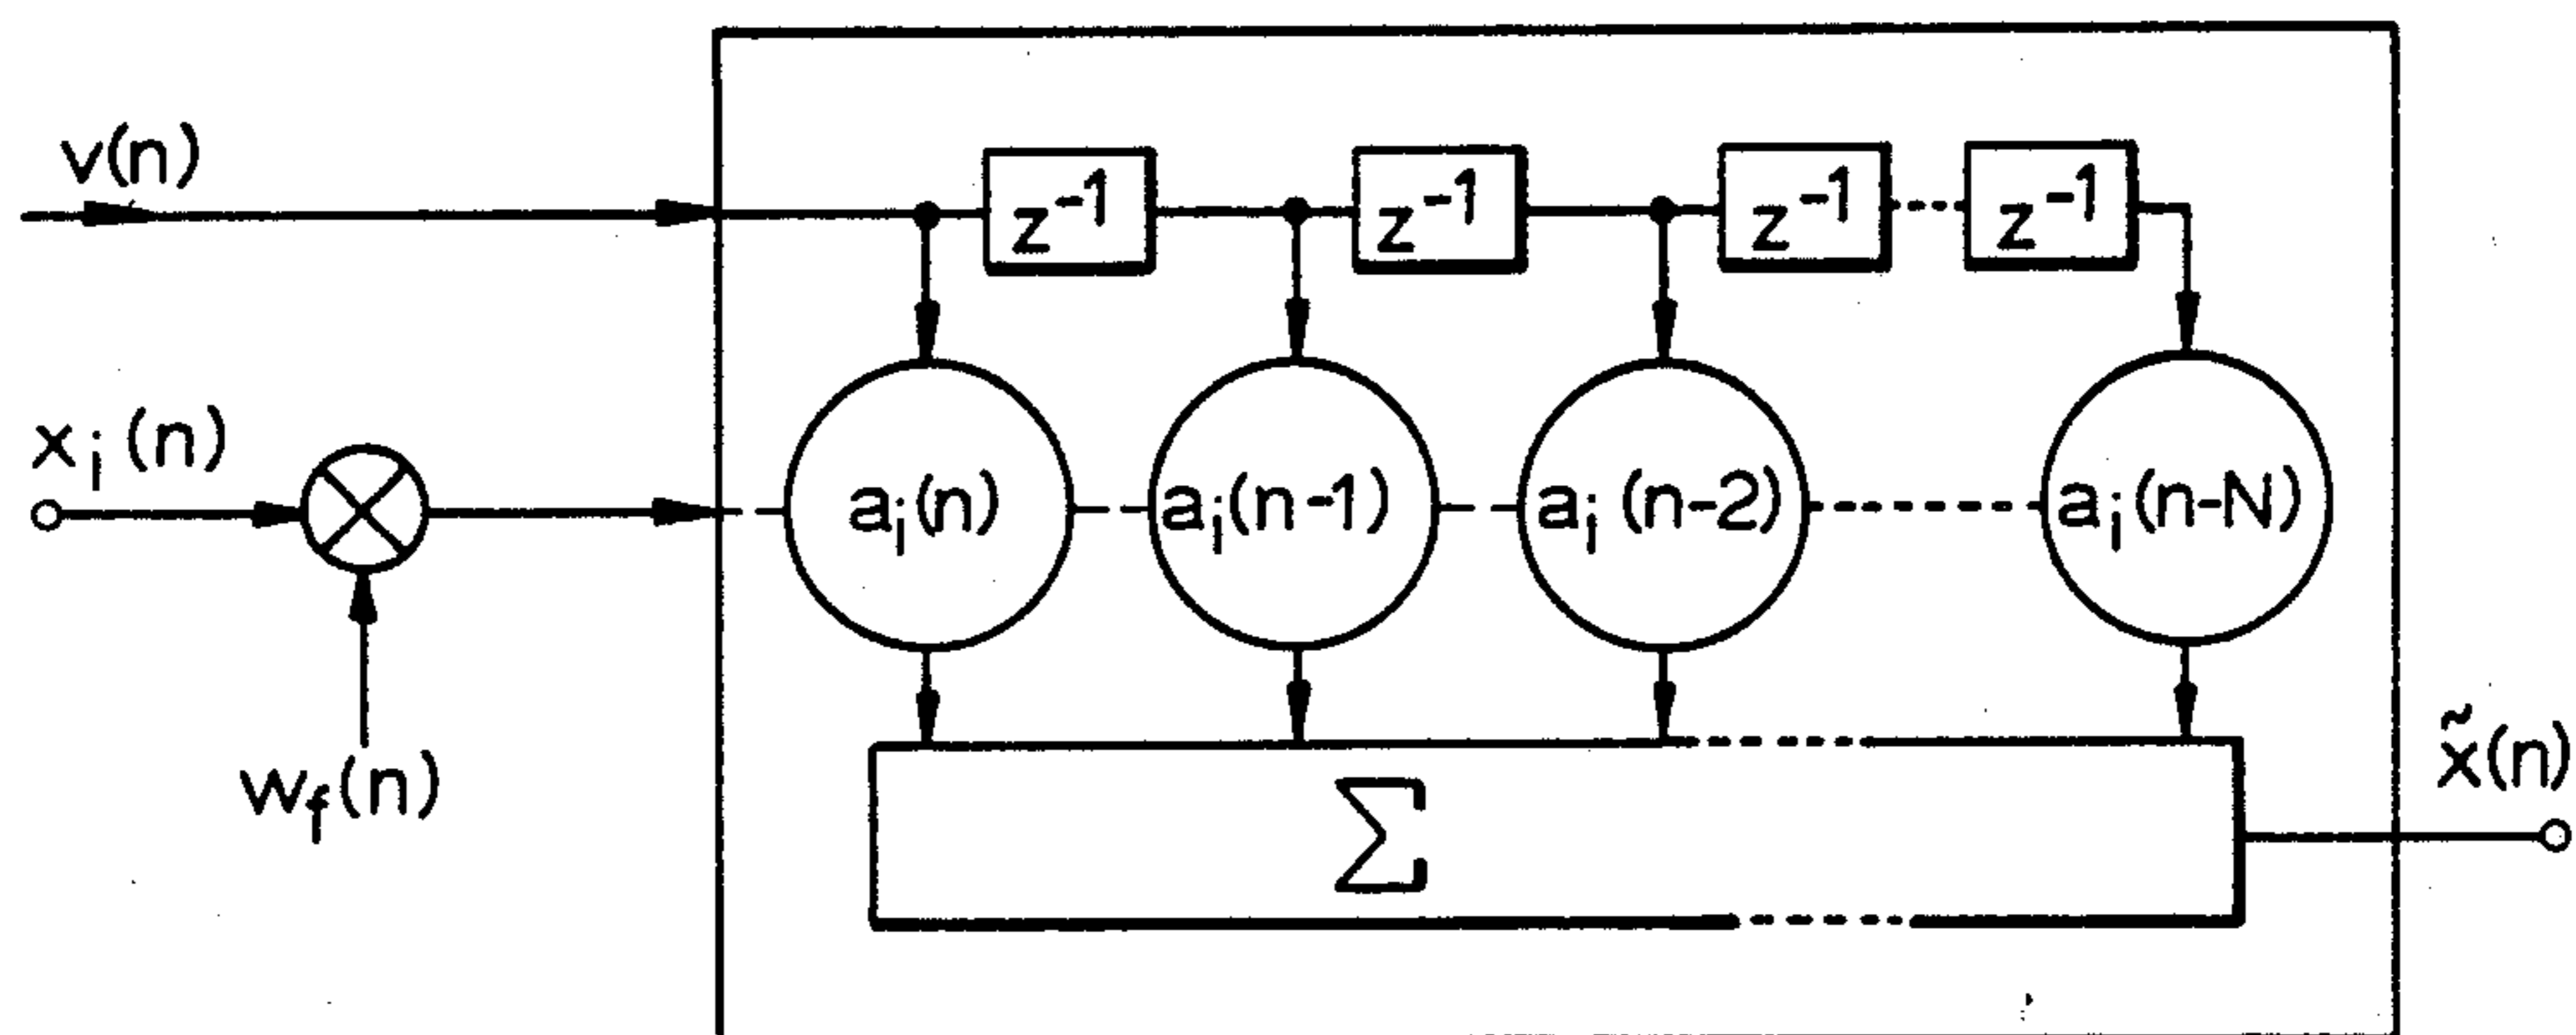 v(n)
z⁻¹ z⁻¹ z⁻¹ z⁻¹
xᵢ(n)
aᵢ(n) aᵢ(n-1) aᵢ(n-2) aᵢ(n-N)
w_f(n)
Σ
x̃(n)